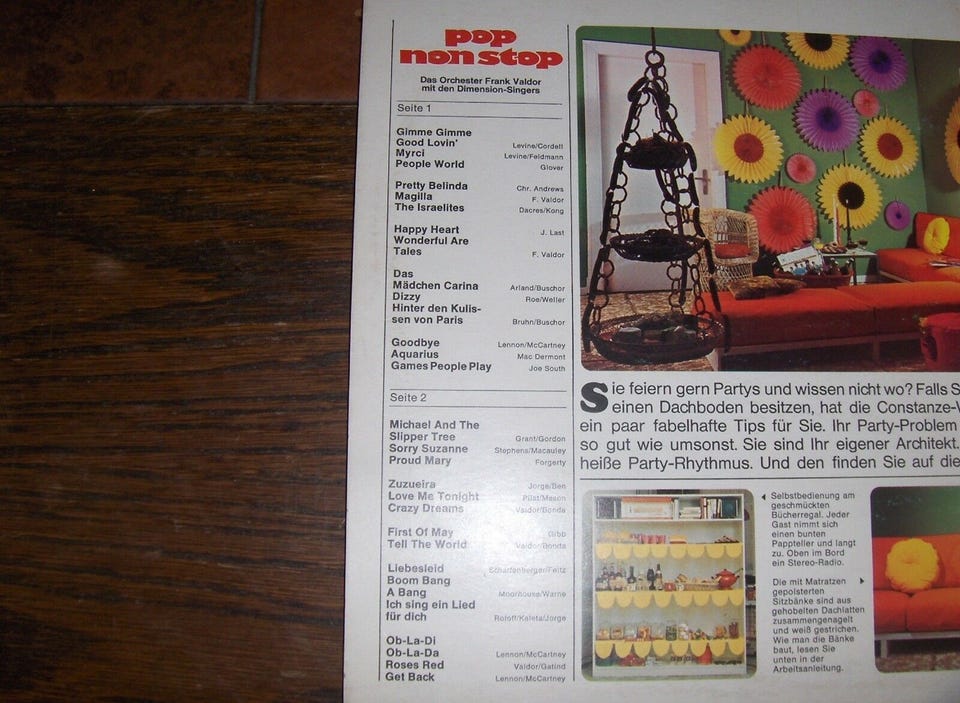 pop
non stop
Das Orchester Frank Valdor
mit den Dimension-Singers
Seite 1
Gimme Gimme
Good Lovin' Levine/Cordell
Myrci Levine/Feldmann
People World Glover
Pretty Belinda Chr. Andrews
Magilla F. Valdor
The Israelites Dacres/Kong
Happy Heart J. Last
Wonderful Are
Tales F. Valdor
Das
Mädchen Carina Arland/Buschor
Dizzy Roe/Weller
Hinter den Kulis-
sen von Paris Bruhn/Buschor
Goodbye Lennon/McCartney
Aquarius Mac Dermont
Games People Play Joe South
Seite 2
Michael And The
Slipper Tree Grant/Gordon
Sorry Suzanne Stephens/Macauley
Proud Mary Forgerty
Zuzueira Jorge/Ben
Love Me Tonight Pilat/Mason
Crazy Dreams Valdor/Bonda
First Of May Gibb
Tell The World Valdor/Bonda
Liebesleid Scharfenberger/Feltz
Boom Bang
A Bang Moorhouse/Warne
Ich sing ein Lied
für dich Roloff/Kaleta/Jorge
Ob-La-Di
Ob-La-Da Lennon/McCartney
Roses Red Valdor/Gatind
Get Back Lennon/McCartney
Sie feiern gern Partys und wissen nicht wo? Falls S
einen Dachboden besitzen, hat die Constanze-
ein paar fabelhafte Tips für Sie. Ihr Party-Problem
so gut wie umsonst. Sie sind Ihr eigener Architekt.
heiße Party-Rhythmus. Und den finden Sie auf die
Selbstbedienung am
geschmückten
Bücherregal. Jeder
Gast nimmt sich
einen bunten
Pappteller und langt
zu. Oben im Bord
ein Stereo-Radio.
Die mit Matratzen
gepolsterten
Sitzbänke sind aus
gehobelten Dachlatten
zusammengenagelt
und weiß gestrichen.
Wie man die Bänke
baut, lesen Sie
unten in der
Arbeitsanleitung.